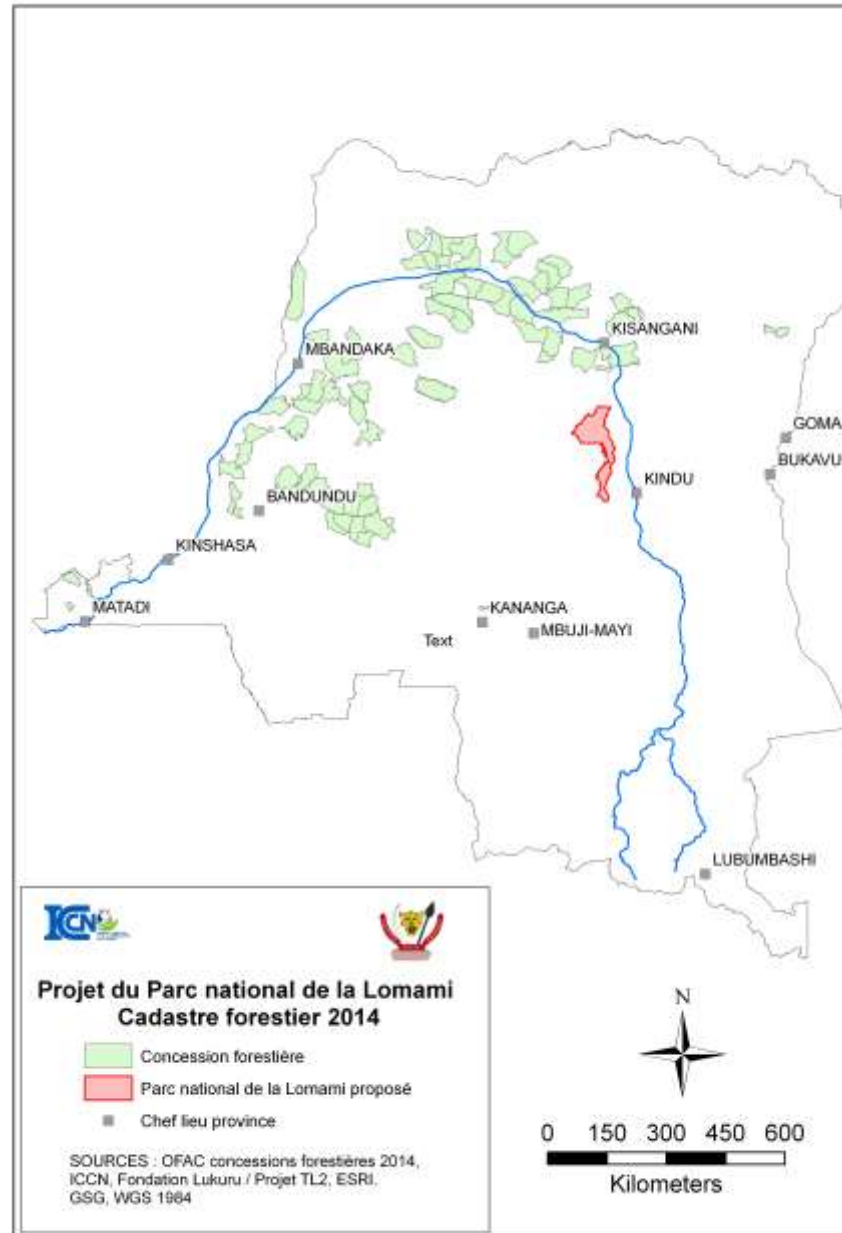 MBANDAKA
KISANGANI
GOMA
BUKAVU
KINDU
BANDUNDU
KINSHASA
MATADI
KANANGA
MBUJI-MAYI
Text
LUBUMBASHI
ICCN
Projet du Parc national de la Lomami
Cadastre forestier 2014
Concession forestière
Parc national de la Lomami proposé
Chef lieu province
SOURCES : OFAC concessions forestières 2014,
ICCN, Fondation Lukuru / Projet TL2, ESRI.
GSG, WGS 1984
N
0 150 300 450 600
Kilometers